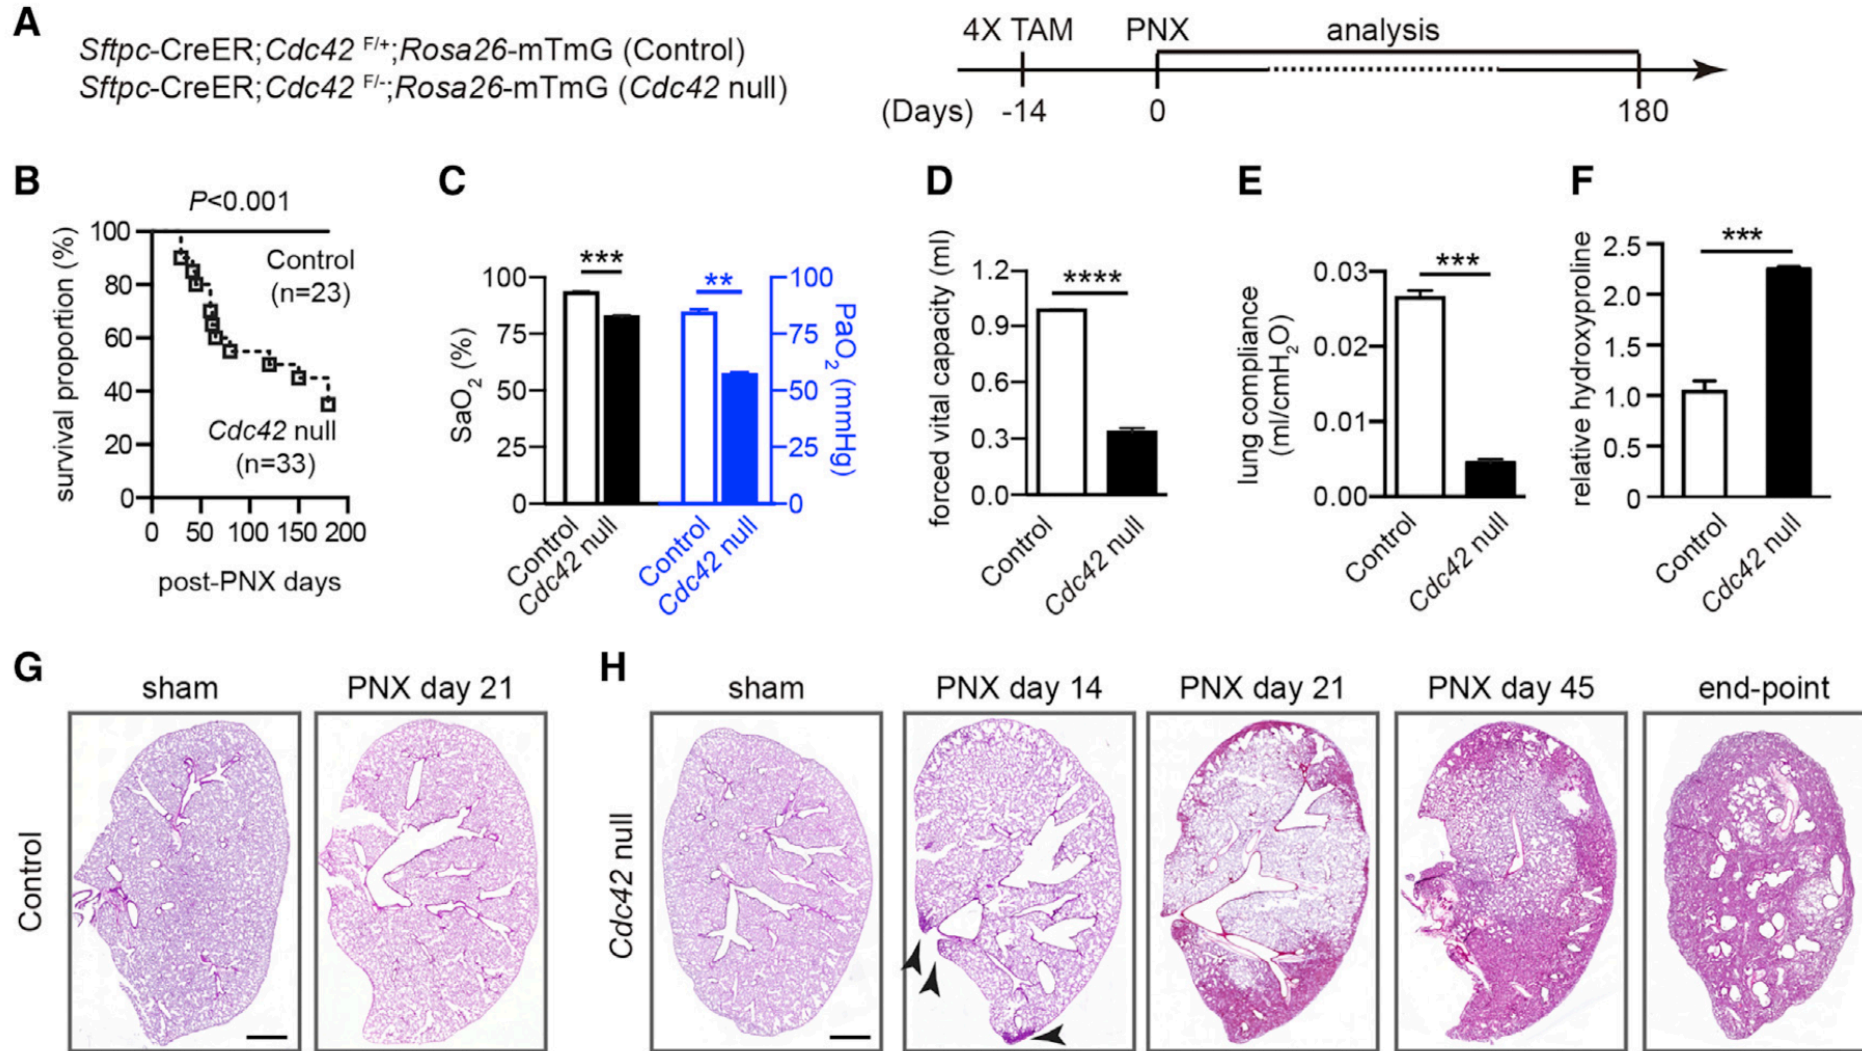 A
Sftpc-CreER;Cdc42 F/+;Rosa26-mTmG (Control)
Sftpc-CreER;Cdc42 F/-;Rosa26-mTmG (Cdc42 null)
4X TAM PNX analysis
(Days) -14 0 180
B
P<0.001
survival proportion (%)
100
80
60
40
20
0
Control
(n=23)
Cdc42 null
(n=33)
0 50 100 150 200
post-PNX days
C
SaO2 (%)
100
75
50
25
0
***
**
100
75
50
25
0
PaO2 (mmHg)
Control
Cdc42 null
Control
Cdc42 null
D
forced vital capacity (ml)
1.2
0.9
0.6
0.3
0.0
****
Control
Cdc42 null
E
lung compliance
(ml/cmH2O)
0.03
0.02
0.01
0.00
***
Control
Cdc42 null
F
relative hydroxyproline
2.5
2.0
1.5
1.0
0.5
0
***
Control
Cdc42 null
G
sham PNX day 21
Control
H
sham PNX day 14 PNX day 21 PNX day 45 end-point
Cdc42 null